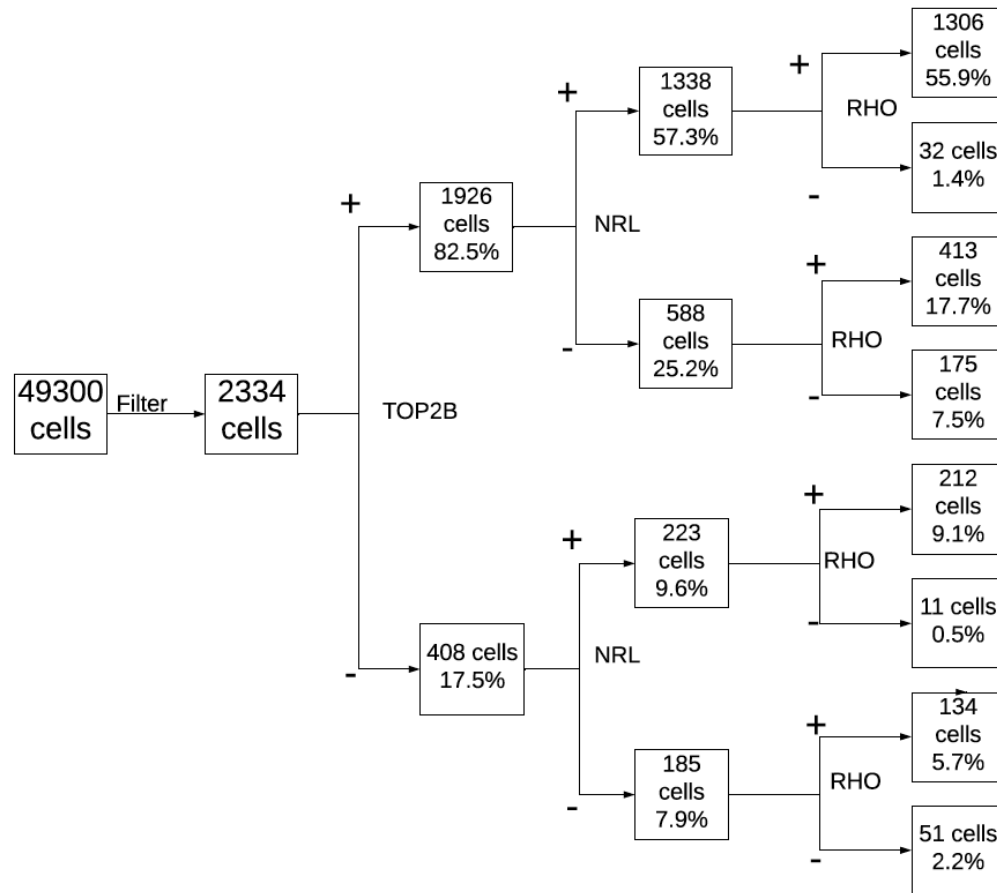 49300
cells
Filter
2334
cells
+
-
TOP2B
1926
cells
82.5%
408 cells
17.5%
+
-
NRL
1338
cells
57.3%
588
cells
25.2%
+
-
NRL
223
cells
9.6%
185
cells
7.9%
+
-
RHO
1306
cells
55.9%
32 cells
1.4%
+
-
RHO
413
cells
17.7%
175
cells
7.5%
+
-
RHO
212
cells
9.1%
11 cells
0.5%
+
-
RHO
134
cells
5.7%
51 cells
2.2%